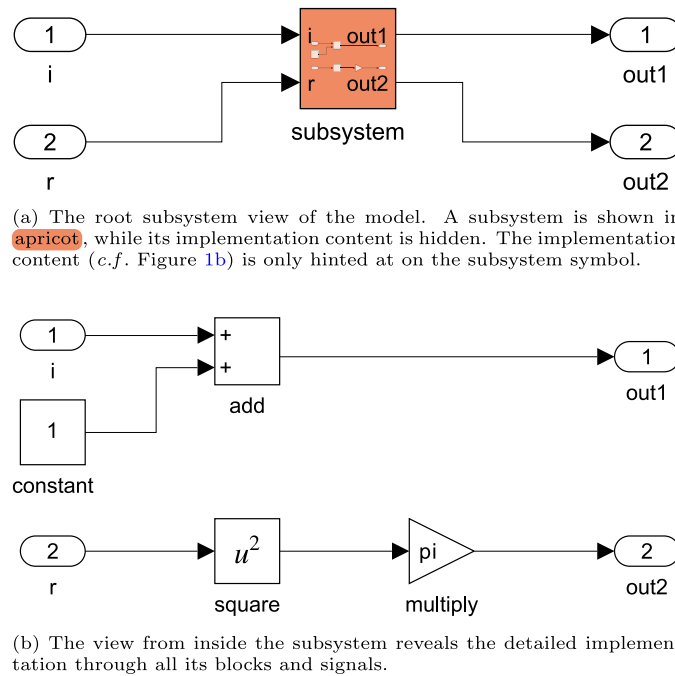 1
i
2
r
i
out1
r
out2
subsystem
1
out1
2
out2
(a) The root subsystem view of the model. A subsystem is shown in
apricot, while its implementation content is hidden. The implementation
content (c.f. Figure 1b) is only hinted at on the subsystem symbol.
1
i
+
+
add
1
out1
1
constant
2
r
u²
square
pi
multiply
2
out2
(b) The view from inside the subsystem reveals the detailed implemen-
tation through all its blocks and signals.